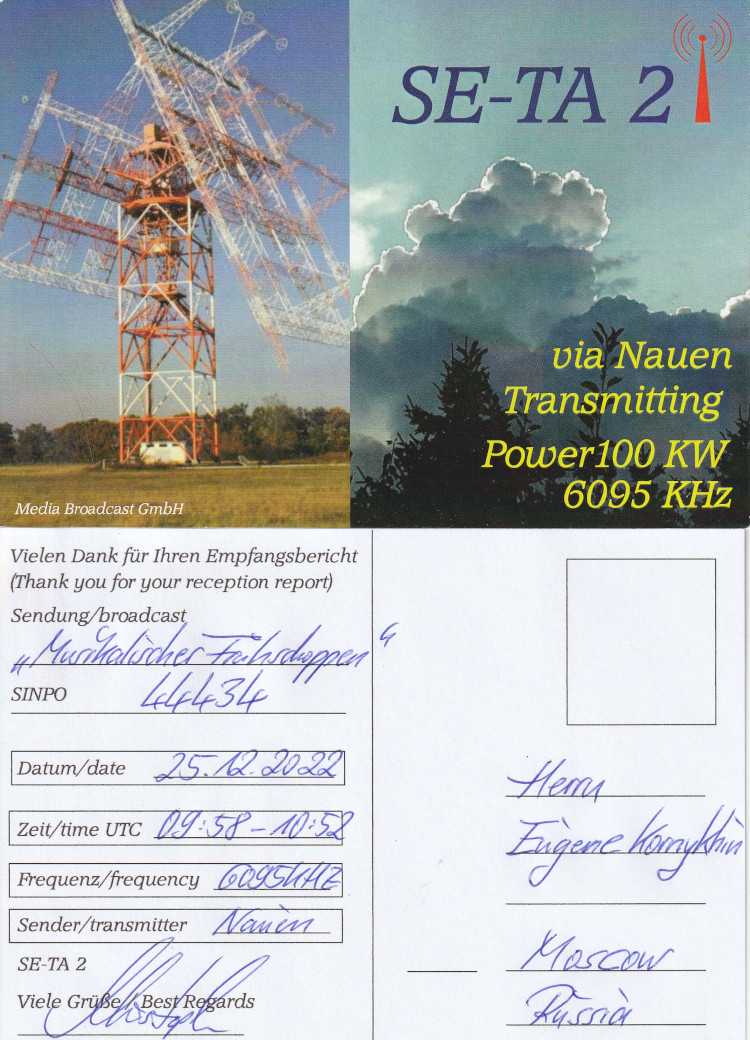 SE-TA 2
via Nauen
Transmitting
Power100 KW
6095 KHz
Media Broadcast GmbH
Vielen Dank für Ihren Empfangsbericht
(Thank you for your reception report)
Sendung/broadcast
„Musikalischer Frühschoppen“
SINPO 44434
Datum/date 25.12.2022
Zeit/time UTC 09:58-10:52
Frequenz/frequency 6095KHZ
Sender/transmitter Nauen
SE-TA 2
Viele Grüße / Best Regards
Herrn
Eugene
Moscow
Russia